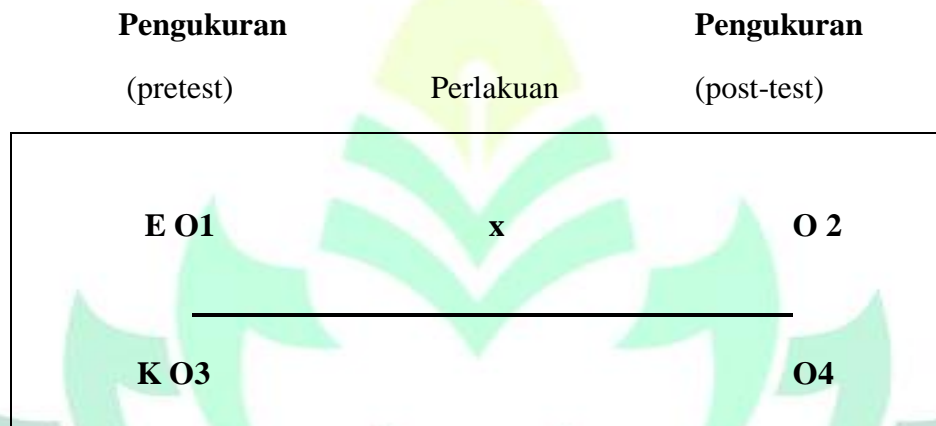 Pengukuran Pengukuran
(pretest) Perlakuan (post-test)
E O1 x O 2
K O3 O4